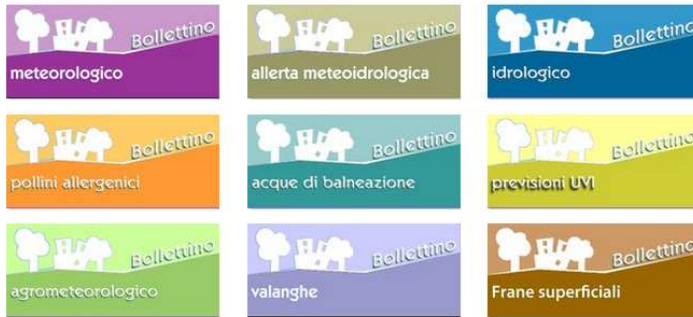 Bollettino
meteorologico
Bollettino
allerta meteoidrologica
Bollettino
idrologico
Bollettino
pollini allergenici
Bollettino
acque di balneazione
Bollettino
previsioni UVI
Bollettino
agrometeorologico
Bollettino
valanghe
Bollettino
Frane superficiali